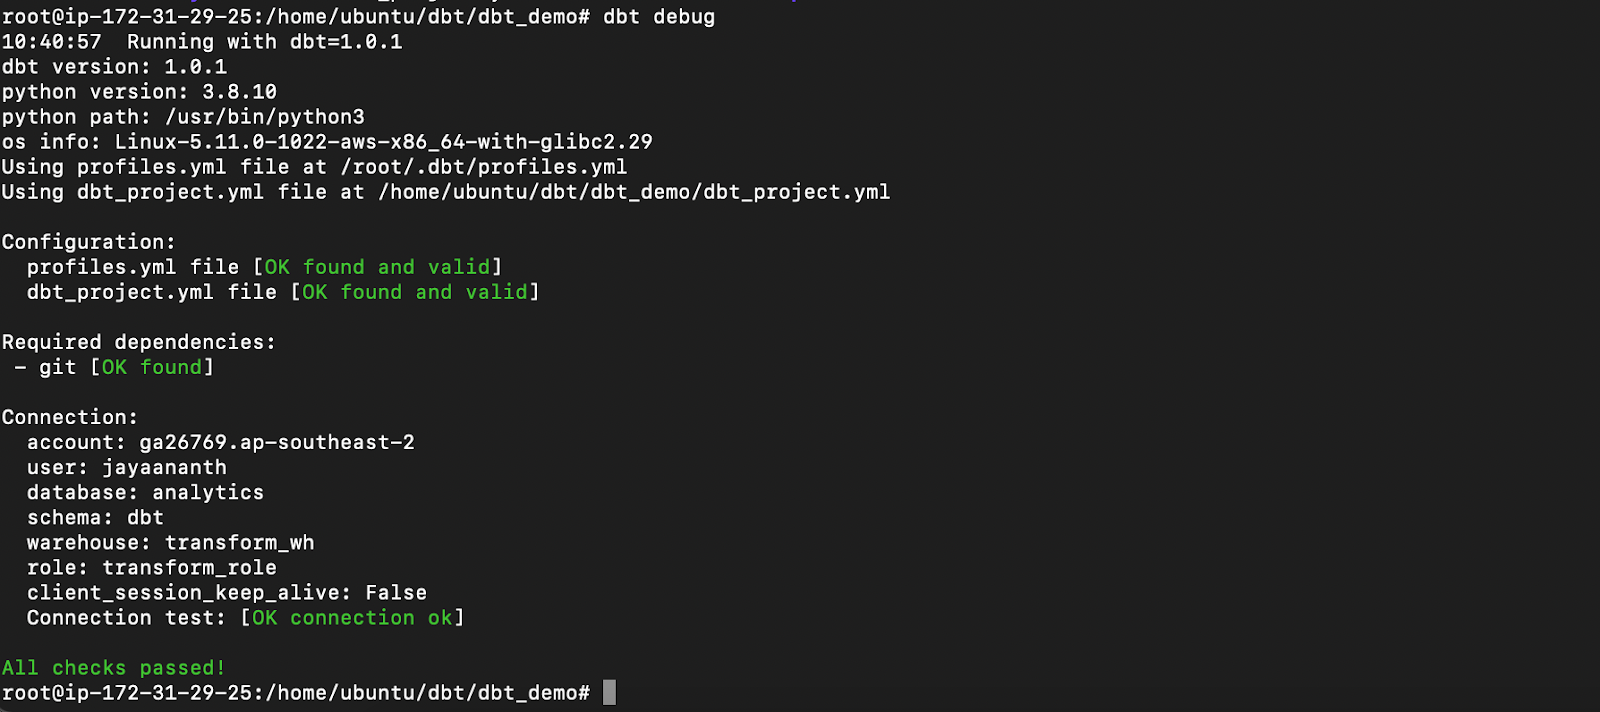 root@ip-172-31-29-25:/home/ubuntu/dbt/dbt_demo# dbt debug
10:40:57  Running with dbt=1.0.1
dbt version: 1.0.1
python version: 3.8.10
python path: /usr/bin/python3
os info: Linux-5.11.0-1022-aws-x86_64-with-glibc2.29
Using profiles.yml file at /root/.dbt/profiles.yml
Using dbt_project.yml file at /home/ubuntu/dbt/dbt_demo/dbt_project.yml
Configuration:
  profiles.yml file [OK found and valid]
  dbt_project.yml file [OK found and valid]
Required dependencies:
 - git [OK found]
Connection:
  account: ga26769.ap-southeast-2
  user: jayaananth
  database: analytics
  schema: dbt
  warehouse: transform_wh
  role: transform_role
  client_session_keep_alive: False
  Connection test: [OK connection ok]
All checks passed!
root@ip-172-31-29-25:/home/ubuntu/dbt/dbt_demo#